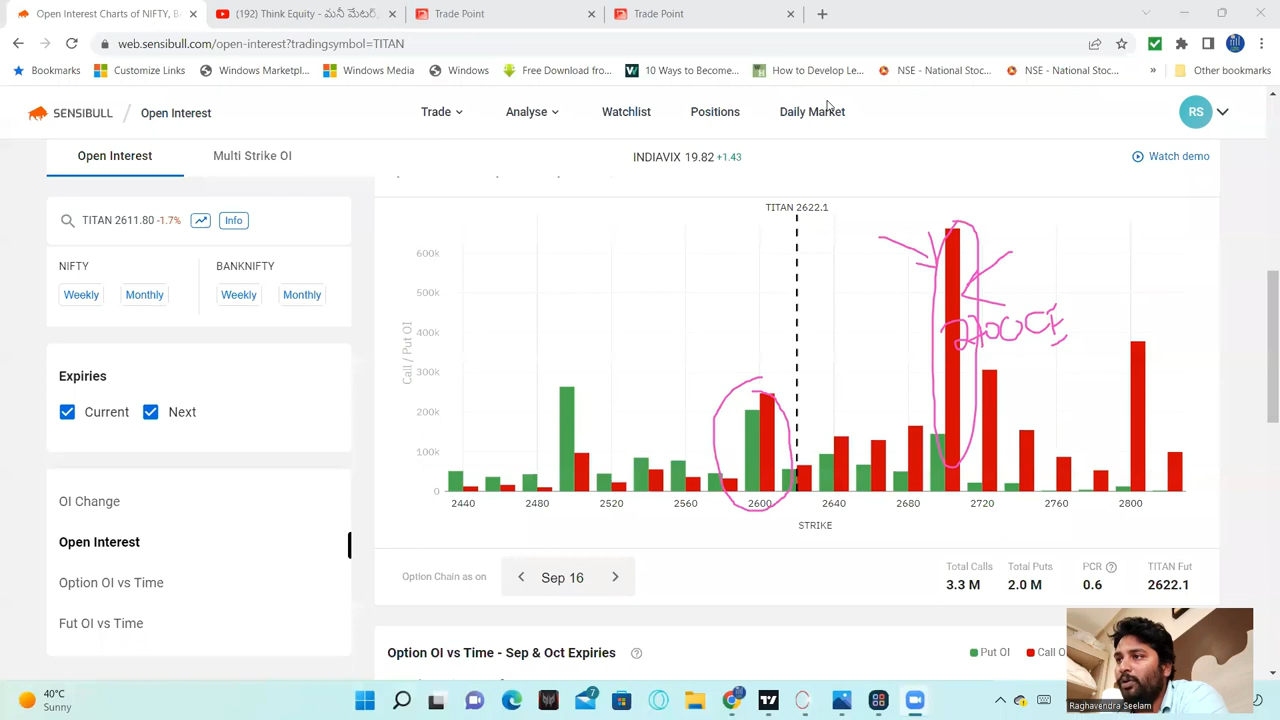 Open Interest Charts of NIFTY, B
(192) Think Equity - మనీ మేటర్స్
Trade Point
Trade Point
web.sensibull.com/open-interest?tradingsymbol=TITAN
Bookmarks
Customize Links
Windows Marketpl...
Windows Media
Windows
Free Download fro...
10 Ways to Become...
How to Develop Le...
NSE - National Stoc...
NSE - National Stoc...
»
Other bookmarks
SENSIBULL / Open Interest
Trade
Analyse
Watchlist
Positions
Daily Market
RS
Open Interest
Multi Strike OI
INDIAVIX 19.82 +1.43
Watch demo
TITAN 2611.80 -1.7%
Info
NIFTY
BANKNIFTY
Weekly
Monthly
Weekly
Monthly
Expiries
Current
Next
OI Change
Open Interest
Option OI vs Time
Fut OI vs Time
TITAN 2622.1
Call / Put OI
600k
500k
400k
300k
200k
100k
0
2700 CE
2440
2480
2520
2560
2600
2640
2680
2720
2760
2800
STRIKE
Option Chain as on
Sep 16
Total Calls
3.3 M
Total Puts
2.0 M
PCR
0.6
TITAN Fut
2622.1
Option OI vs Time - Sep & Oct Expiries
Put OI
Call O
Raghavendra Seelam
40°C
Sunny